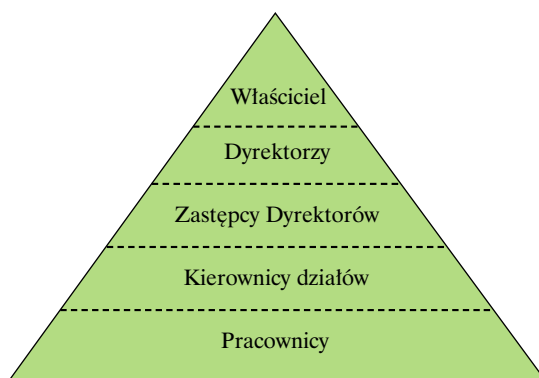 Właściciel
Dyrektorzy
Zastępcy Dyrektorów
Kierownicy działów
Pracownicy